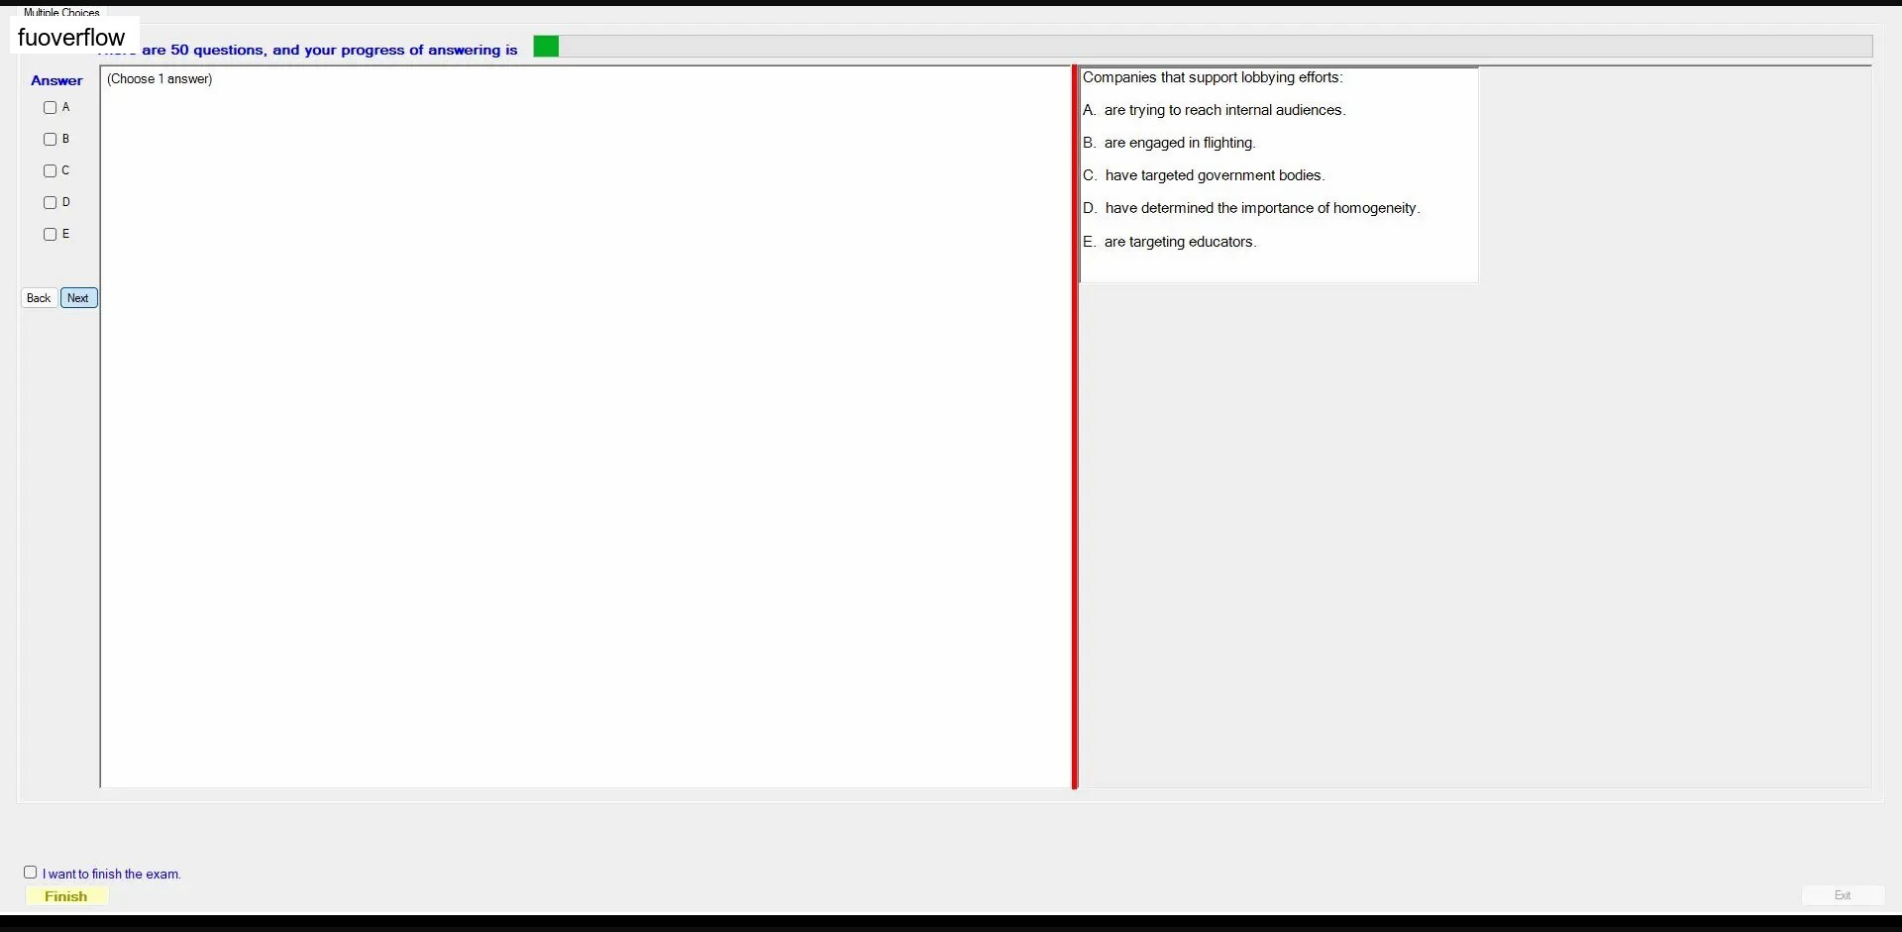 Multiple Choices
fuoverflow
are 50 questions, and your progress of answering is
Answer
(Choose 1 answer)
A
B
C
D
E
Back
Next
Companies that support lobbying efforts:
A. are trying to reach internal audiences.
B. are engaged in flighting.
C. have targeted government bodies.
D. have determined the importance of homogeneity.
E. are targeting educators.
I want to finish the exam.
Finish
Exit